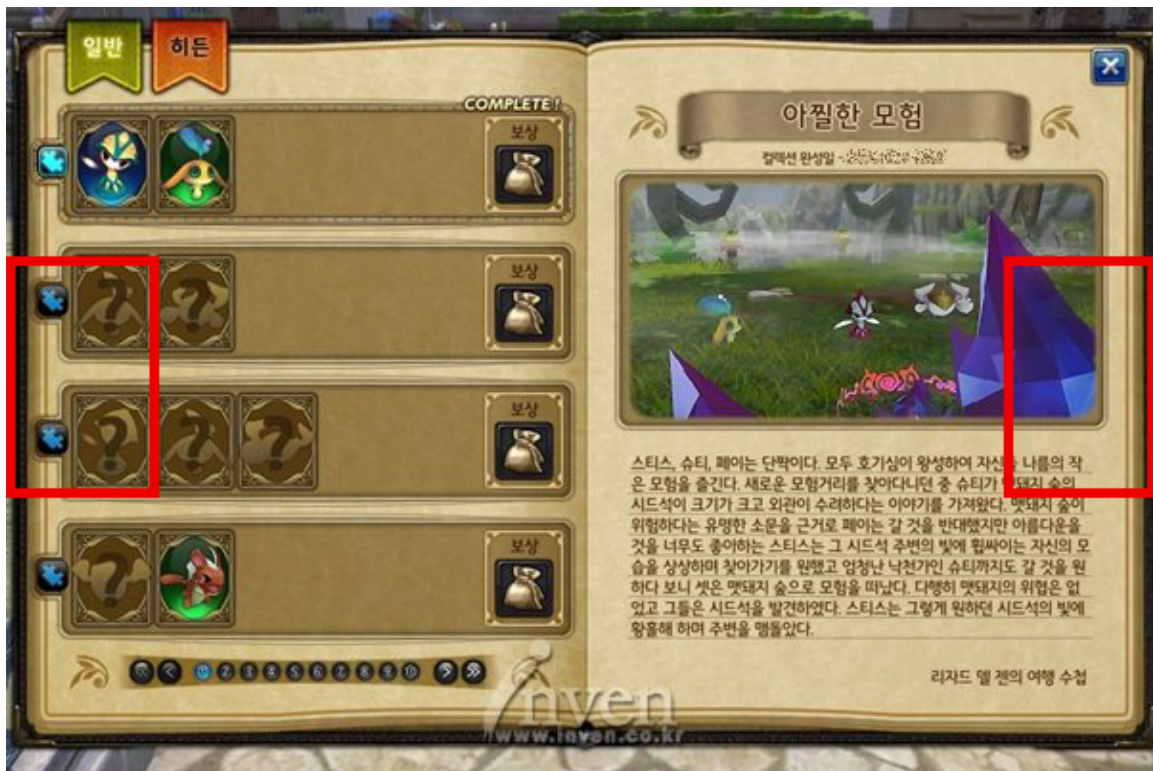 일반
히든
COMPLETE!
보상
보상
보상
보상
아찔한 모험
컬렉션 완성일 -
스티스, 슈티, 페이는 단짝이다. 모두 호기심이 왕성하여 자신들 나름의 작
은 모험을 즐긴다. 새로운 모험거리를 찾아다니던 중 슈티가 맷돼지 숲의
시드석이 크기가 크고 외관이 수려하다는 이야기를 가져왔다. 맷돼지 숲이
위험하다는 유명한 소문을 근거로 페이는 갈 것을 반대했지만 아름다운을
것을 너무도 좋아하는 스티스는 그 시드석 주변의 빛에 휩싸이는 자신의 모
습을 상상하며 찾아가기를 원했고 엄청난 낙천가인 슈티까지도 갈 것을 원
하다 보니 셋은 맷돼지 숲으로 모험을 떠났다. 다행히 맷돼지의 위협은 없
었고 그들은 시드석을 발견하였다. 스티스는 그렇게 원하던 시드석의 빛에
황홀해 하며 주변을 맴돌았다.
리자드 델 젠의 여행 수첩
1 2 3 4 5 6 7 8 9 10
inven
www.inven.co.kr